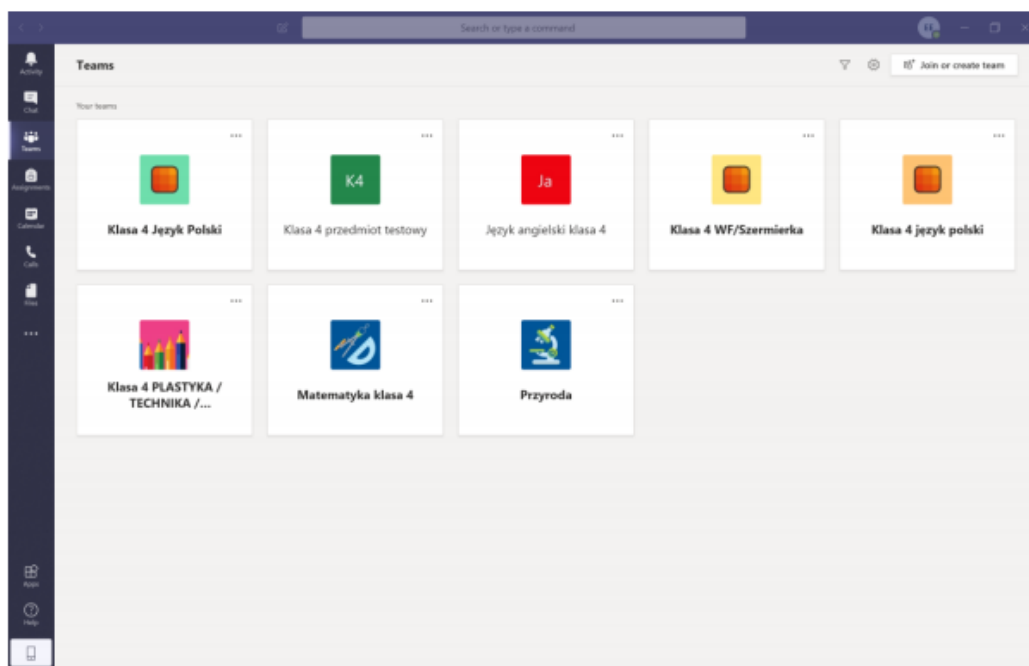 Search or type a command
Activity
Teams
Join or create team
Chat
Your teams
Teams
Assignments
Calendar
Calls
Files
K4
Ja
Klasa 4 Język Polski
Klasa 4 przedmiot testowy
Język angielski klasa 4
Klasa 4 WF/Szermierka
Klasa 4 język polski
Klasa 4 PLASTYKA /
TECHNIKA /...
Matematyka klasa 4
Przyroda
Apps
Help